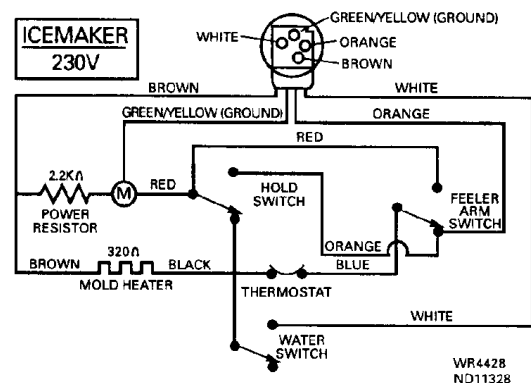 ICEMAKER
230V
GREEN/YELLOW (GROUND)
WHITE
ORANGE
BROWN
BROWN
WHITE
GREEN/YELLOW (GROUND)
ORANGE
RED
2.2KΩ
M
RED
POWER
RESISTOR
HOLD
SWITCH
FEELER
ARM
SWITCH
ORANGE
320Ω
BROWN
BLACK
BLUE
MOLD HEATER
THERMOSTAT
WHITE
WATER
SWITCH
WR4428
ND11328